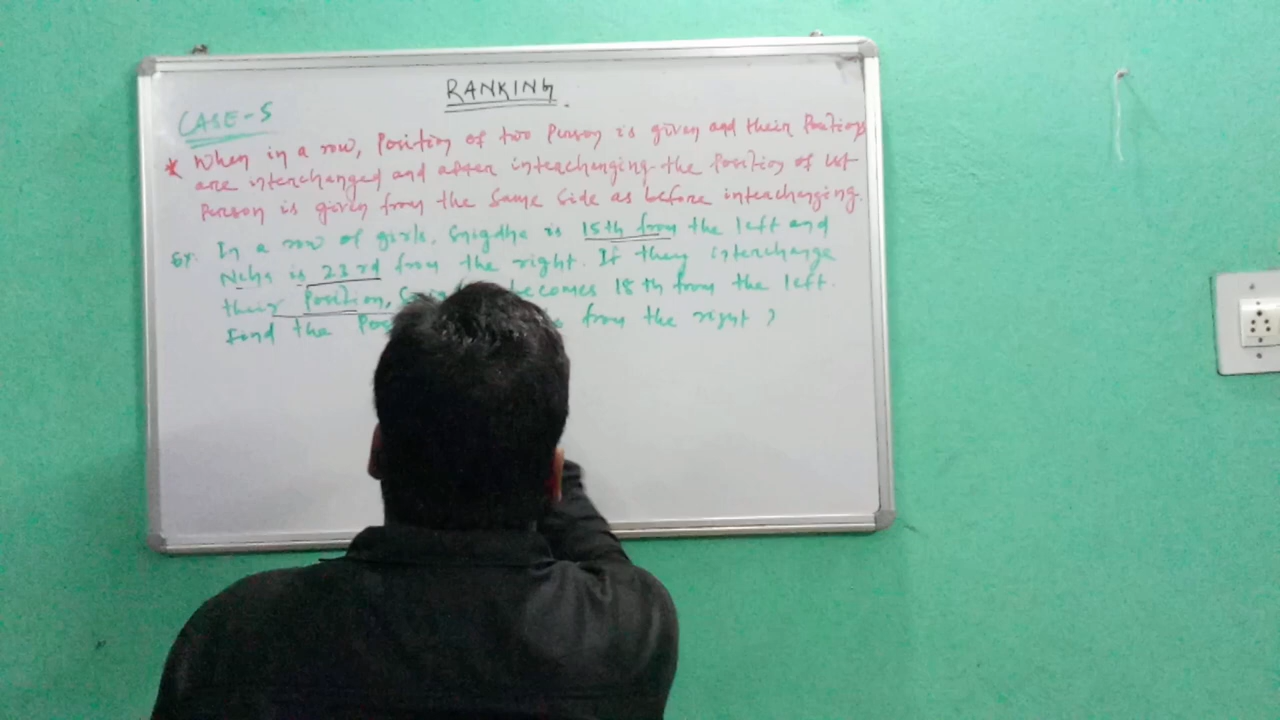 RANKING
CASE-5
* When in a row, Position of two Person is given and their Positions
are interchanged and after interchanging the Position of 1st
Person is given from the same side as before interchanging.
Ex: In a row of girls, Snigdha is 15th from the left and
Neha is 23rd from the right. If they interchange
their Position, becomes 18th from the left.
Find the from the right?